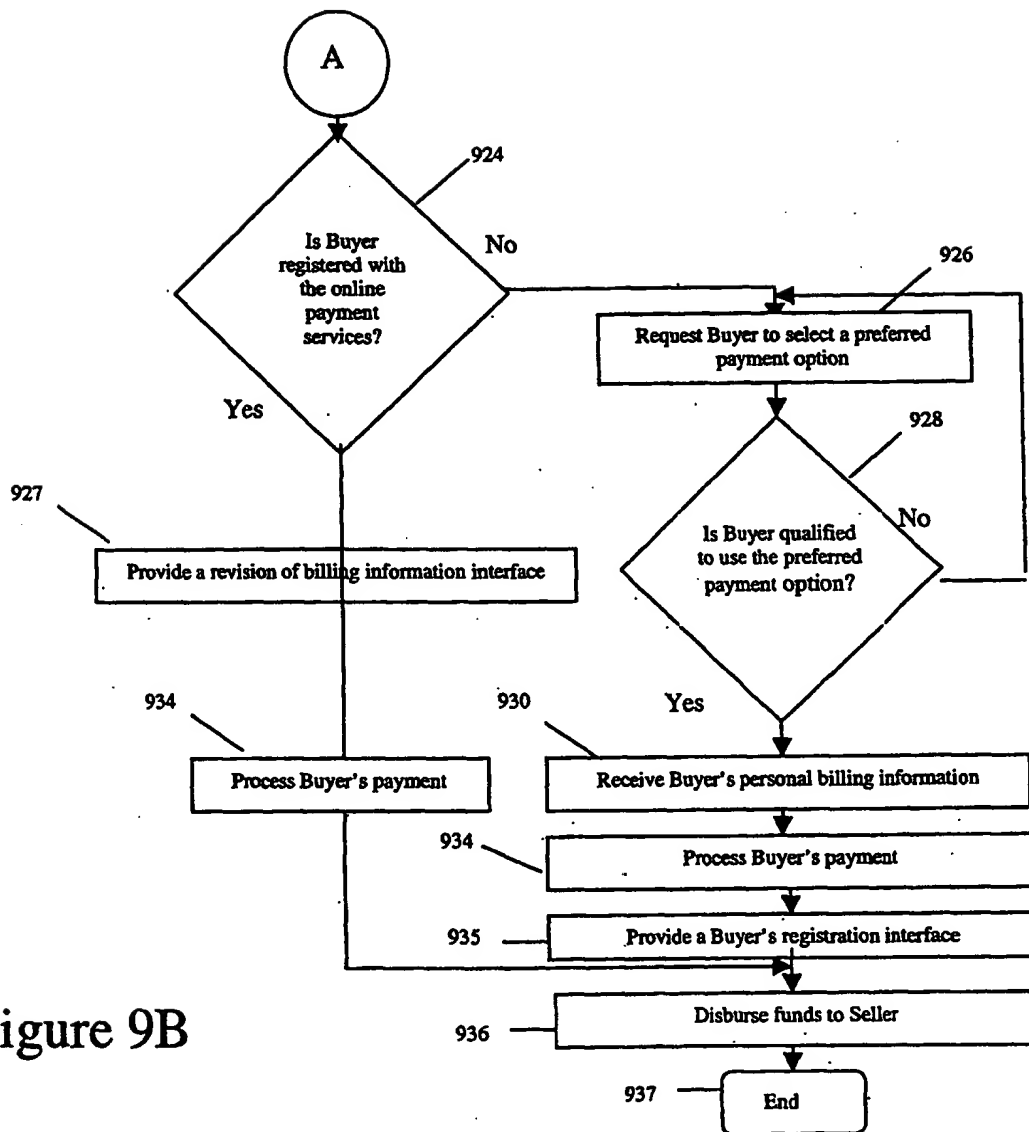 A
924
Is Buyer
registered with
the online
payment
services?
No
Yes
926
Request Buyer to select a preferred
payment option
928
Is Buyer qualified
to use the preferred
payment option?
No
Yes
927
Provide a revision of billing information interface
934
Process Buyer's payment
930
Receive Buyer's personal billing information
934
Process Buyer's payment
935
Provide a Buyer's registration interface
936
Disburse funds to Seller
937
End
igure 9B